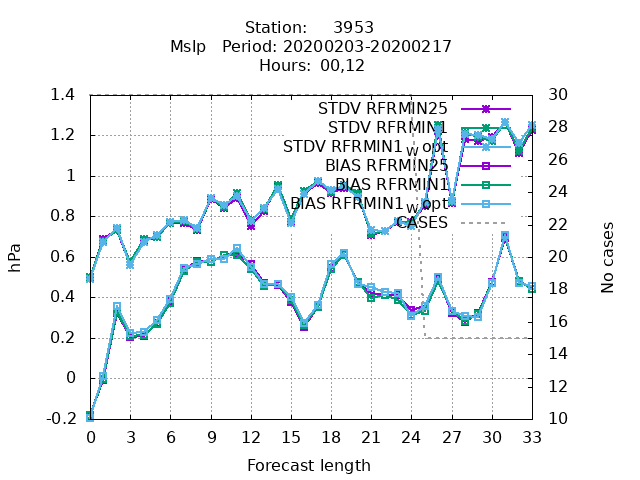 Station: 3953
Mslp Period: 20200203-20200217
Hours: 00,12
1.4
1.2
1
0.8
0.6
0.4
0.2
0
-0.2
hPa
30
28
26
24
22
20
18
16
14
12
10
No cases
STDV RFRMIN25
STDV RFRMIN1
STDV RFRMIN1wopt
BIAS RFRMIN25
BIAS RFRMIN1
BIAS RFRMIN1wopt
CASES
0 3 6 9 12 15 18 21 24 27 30 33
Forecast length